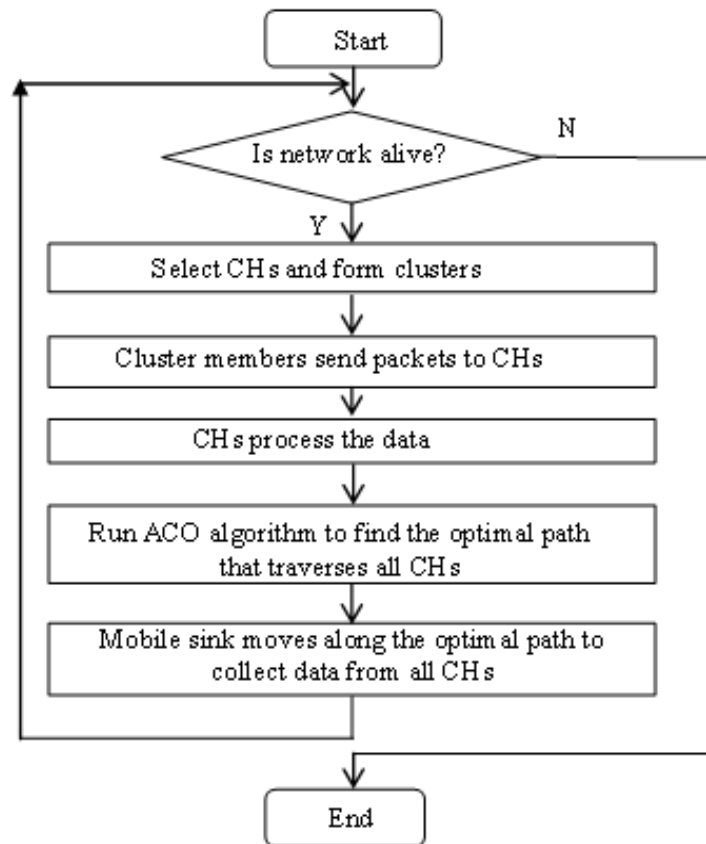 Start
Is network alive?
N
Y
Select CHs and form clusters
Cluster members send packets to CHs
CHs process the data
Run ACO algorithm to find the optimal path
that traverses all CHs
Mobile sink moves along the optimal path to
collect data from all CHs
End